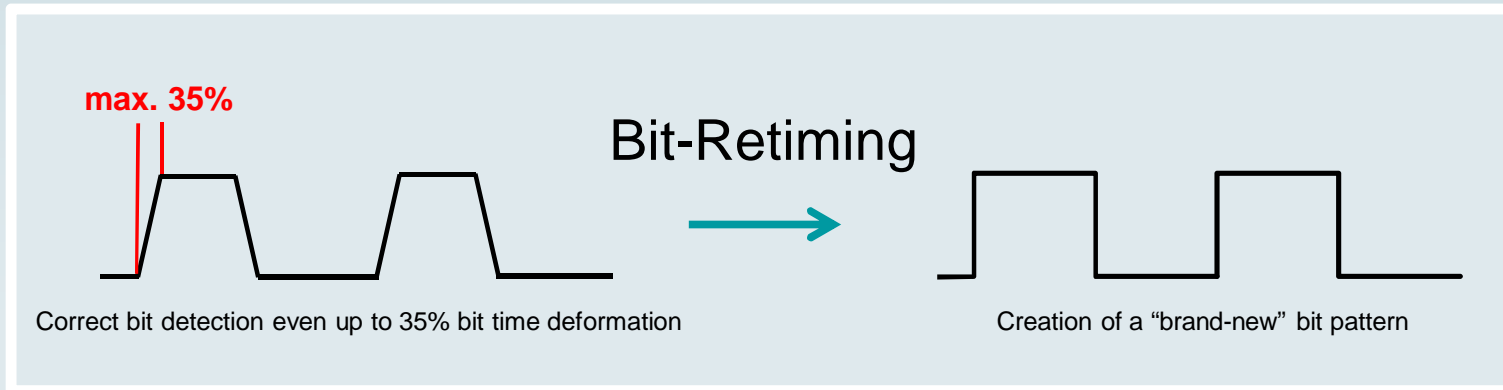 max. 35%
Bit-Retiming
Correct bit detection even up to 35% bit time deformation
Creation of a “brand-new” bit pattern